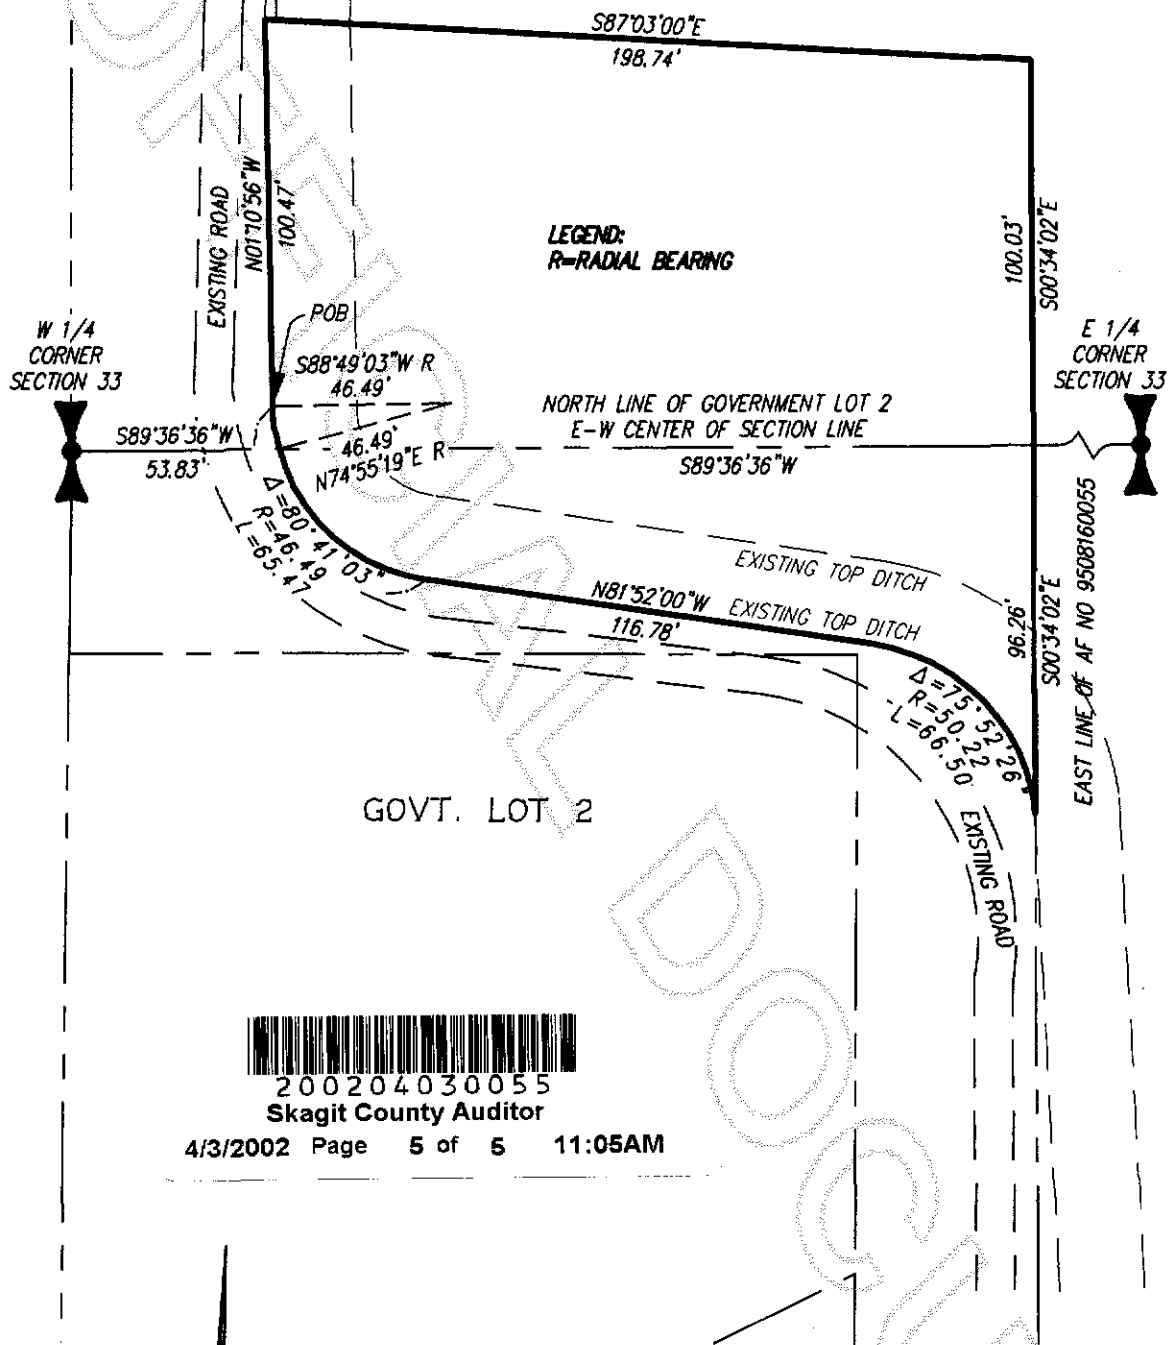 S87°03'00"E
198.74'
EXISTING ROAD
N01°10'56"W
100.47'
LEGEND:
R=RADIAL BEARING
100.03'
S00°34'02"E
POB
W 1/4
CORNER
SECTION 33
E 1/4
CORNER
SECTION 33
S88°49'03"W R
46.49'
NORTH LINE OF GOVERNMENT LOT 2
E-W CENTER OF SECTION LINE
S89°36'36"W
S89°36'36"W
53.83'
46.49'
N74°55'19"E R
Δ=80°41'03"
R=46.49
L=65.47
EXISTING TOP DITCH
N81°52'00"W
EXISTING TOP DITCH
116.78'
96.26'
S00°34'02"E
EAST LINE OF AF NO 9508160055
Δ=75°52'26"
R=50.22
L=66.50
EXISTING ROAD
GOVT. LOT 2
200204030055
Skagit County Auditor
4/3/2002 Page 5 of 5 11:05AM
UNOFFICIAL DOC